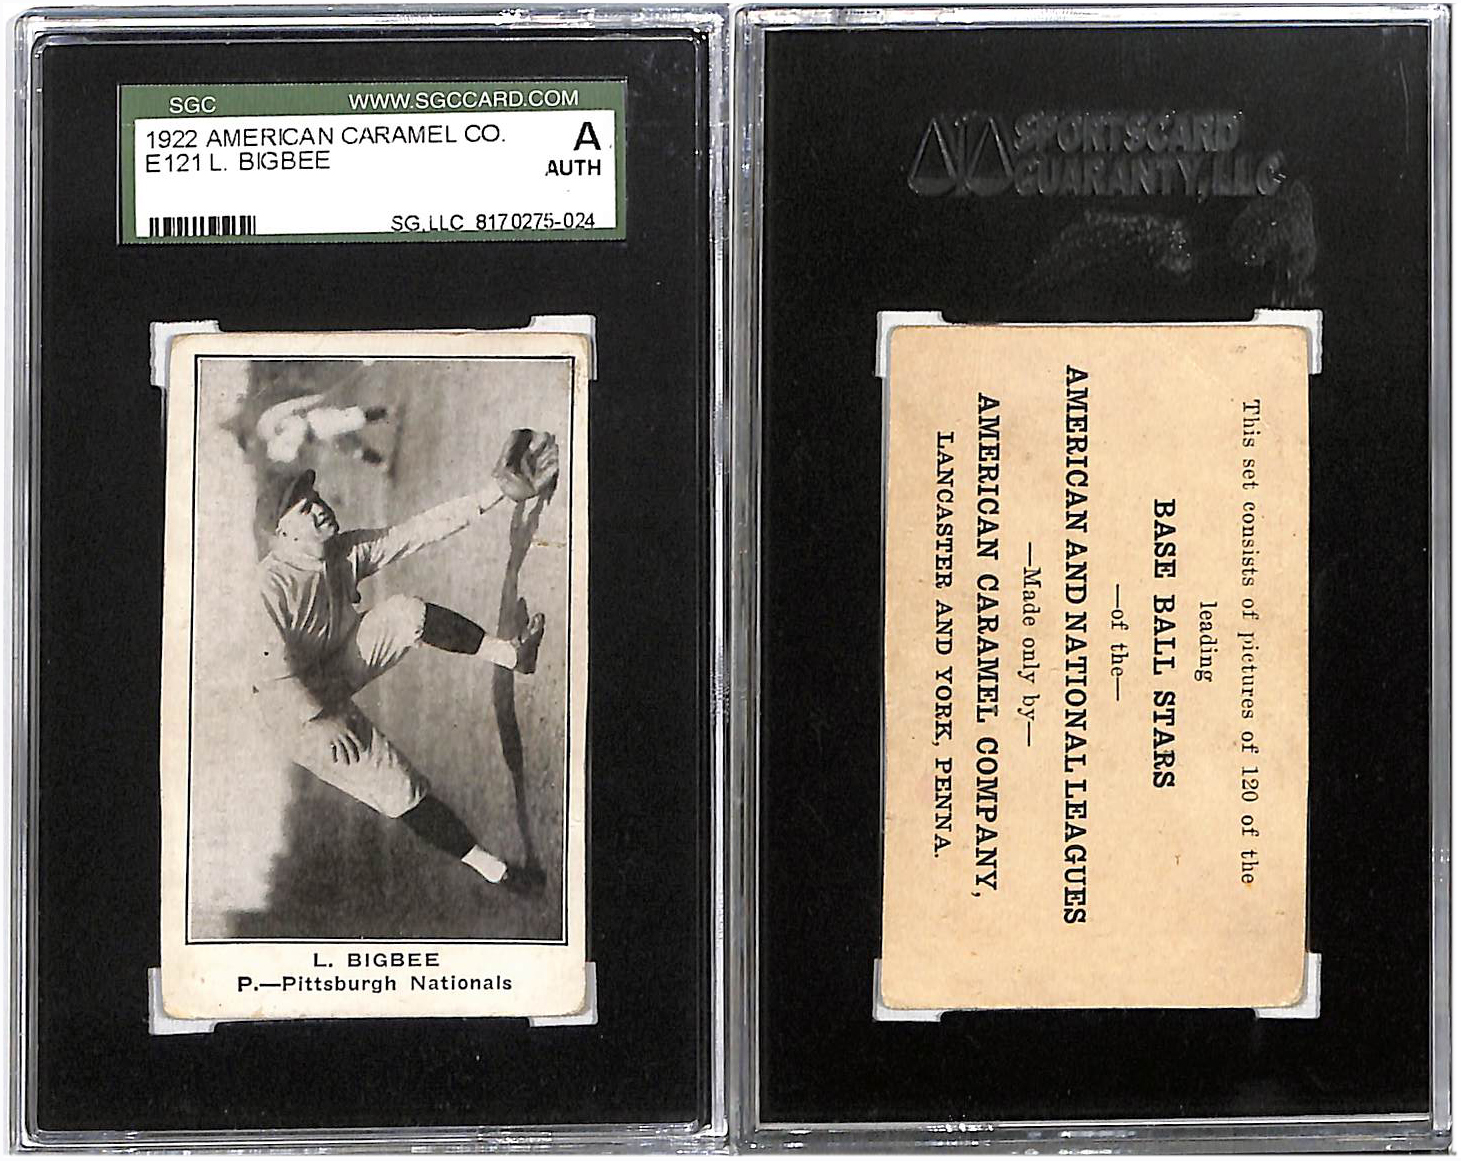 SGC WWW.SGCCARD.COM
1922 AMERICAN CARAMEL CO. A
E121 L. BIGBEE AUTH
SG,LLC 8170275-024
L. BIGBEE
P.—Pittsburgh Nationals
SPORTSCARD
GUARANTY, LLC
This set consists of pictures of 120 of the
leading
BASE BALL STARS
—of the—
AMERICAN AND NATIONAL LEAGUES
—Made only by—
AMERICAN CARAMEL COMPANY,
LANCASTER AND YORK, PENNA.